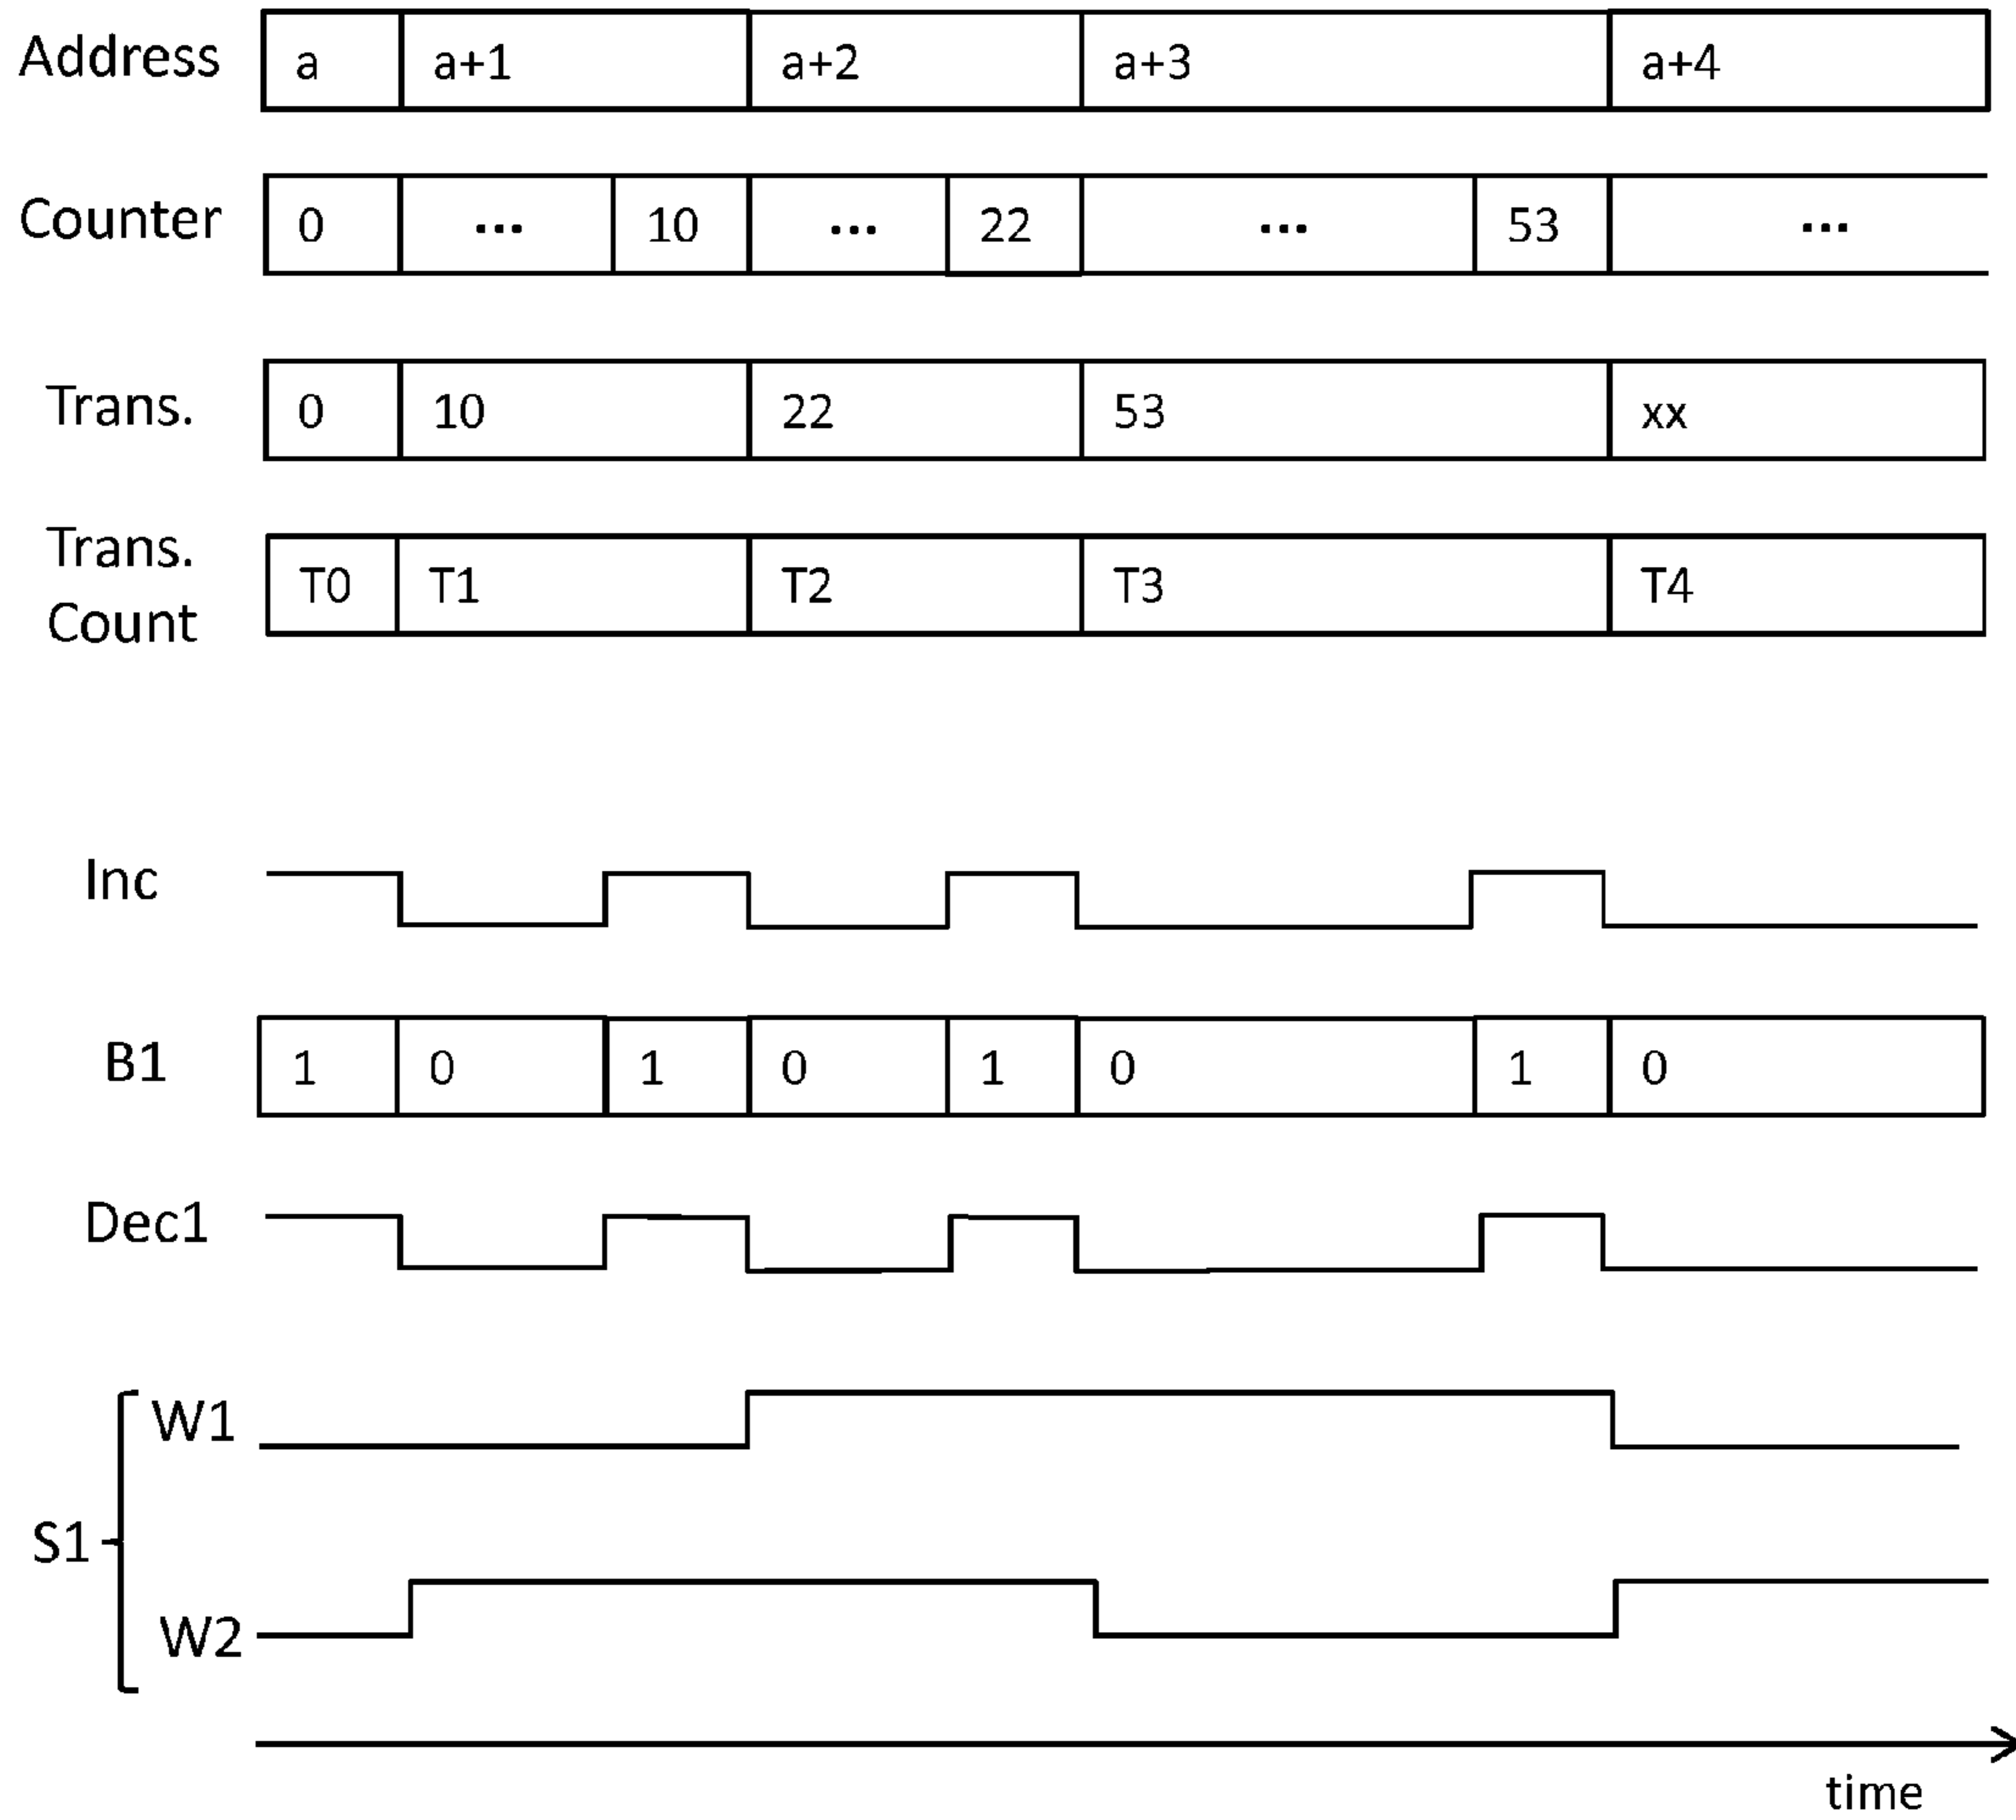 Address a a+1 a+2 a+3 a+4
Counter 0 ... 10 ... 22 ... 53 ...
Trans. 0 10 22 53 xx
Trans.
Count T0 T1 T2 T3 T4
Inc
B1 1 0 1 0 1 0 1 0
Dec1
W1
S1
W2
time